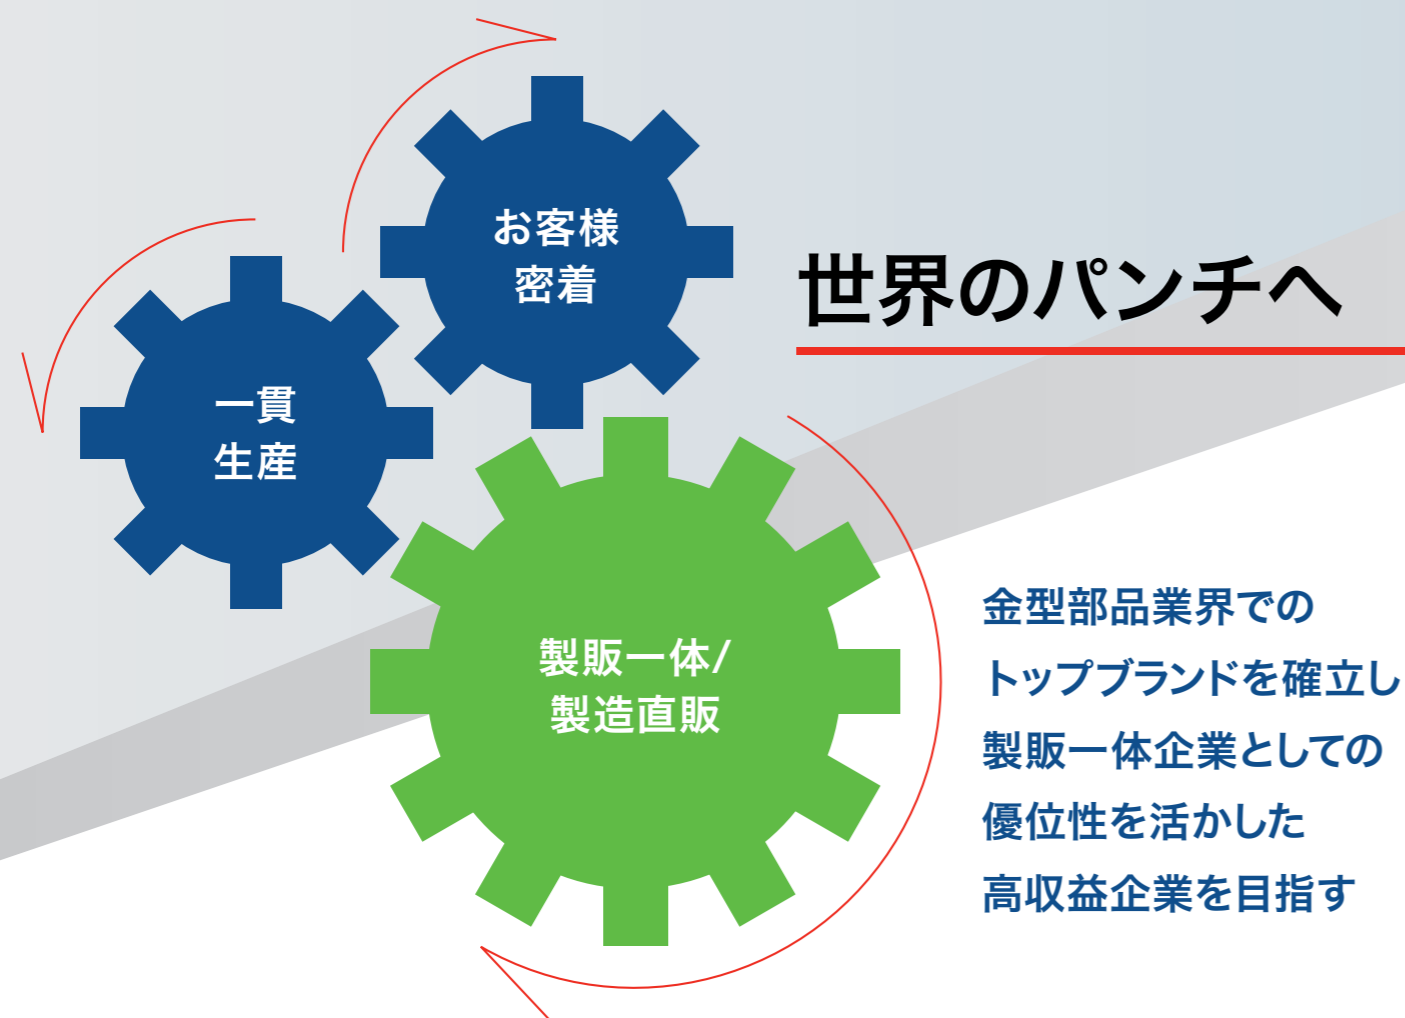 お客様
密着
一貫
生産
世界のパンチへ
製販一体/
製造直販
金型部品業界での
トップブランドを確立し
製販一体企業としての
優位性を活かした
高収益企業を目指す